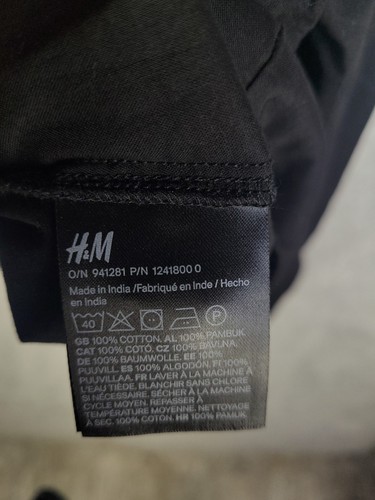 H&M
O/N 941281 P/N 1241800 0
Made in India /Fabriqué en Inde / Hecho
en India
40 P
GB 100% COTTON. AL 100% PAMBUK
CAT 100% COTÓ. CZ 100% BAVLNA.
DE 100% BAUMWOLLE. EE 100%
PUUVILL. ES 100% ALGODÓN. FI 100%
PUUVILLAA. FR LAVER À LA MACHINE À
L'EAU TIÈDE. BLANCHIR SANS CHLORE
SI NÉCESSAIRE. SÉCHER À LA MACHINE
CYCLE MOYEN. REPASSER À
TEMPÉRATURE MOYENNE. NETTOYAGE
À SEC. 100% COTON. HR 100% PAMUK.